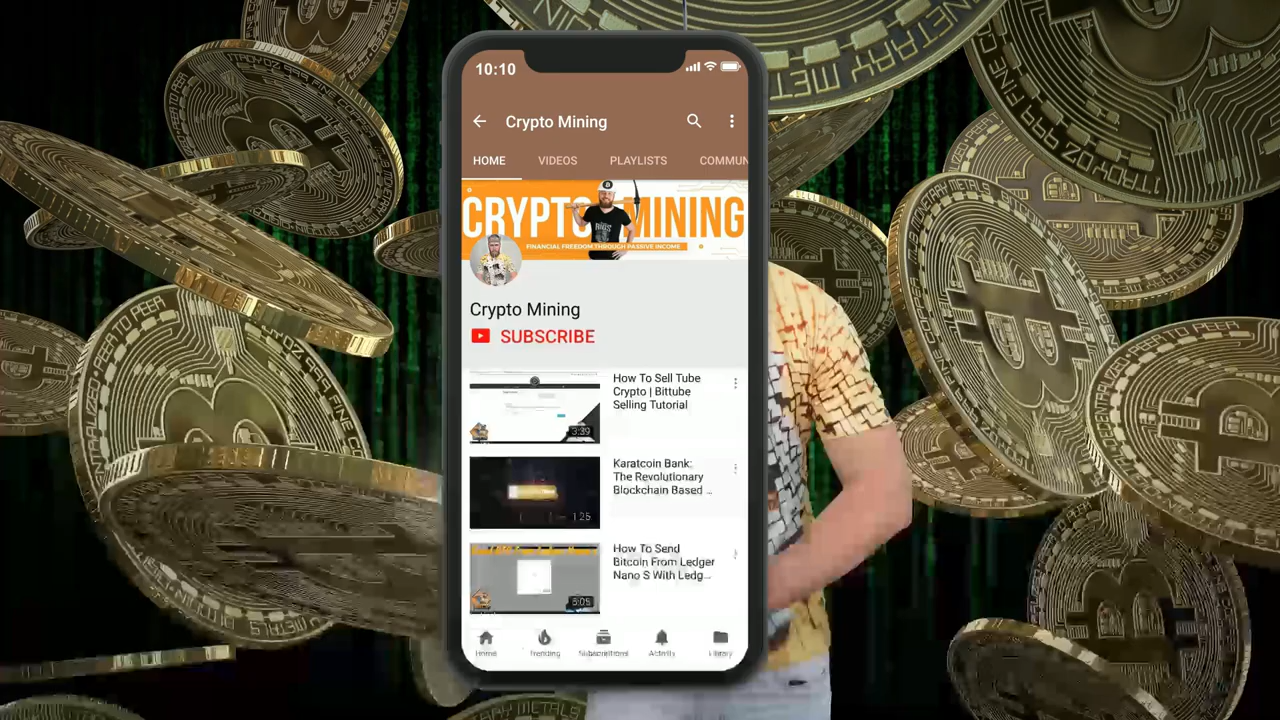 10:10
Crypto Mining
HOME VIDEOS PLAYLISTS COMMUN
CRYPTO MINING
FINANCIAL FREEDOM THROUGH PASSIVE INCOME
Crypto Mining
SUBSCRIBE
How To Sell Tube
Crypto | Bittube
Selling Tutorial
3:39
Karatcoin Bank:
The Revolutionary
Blockchain Based ...
1:25
How To Send
Bitcoin From Ledger
Nano S With Ledg...
5:05
Home Trending Subscriptions Activity Library